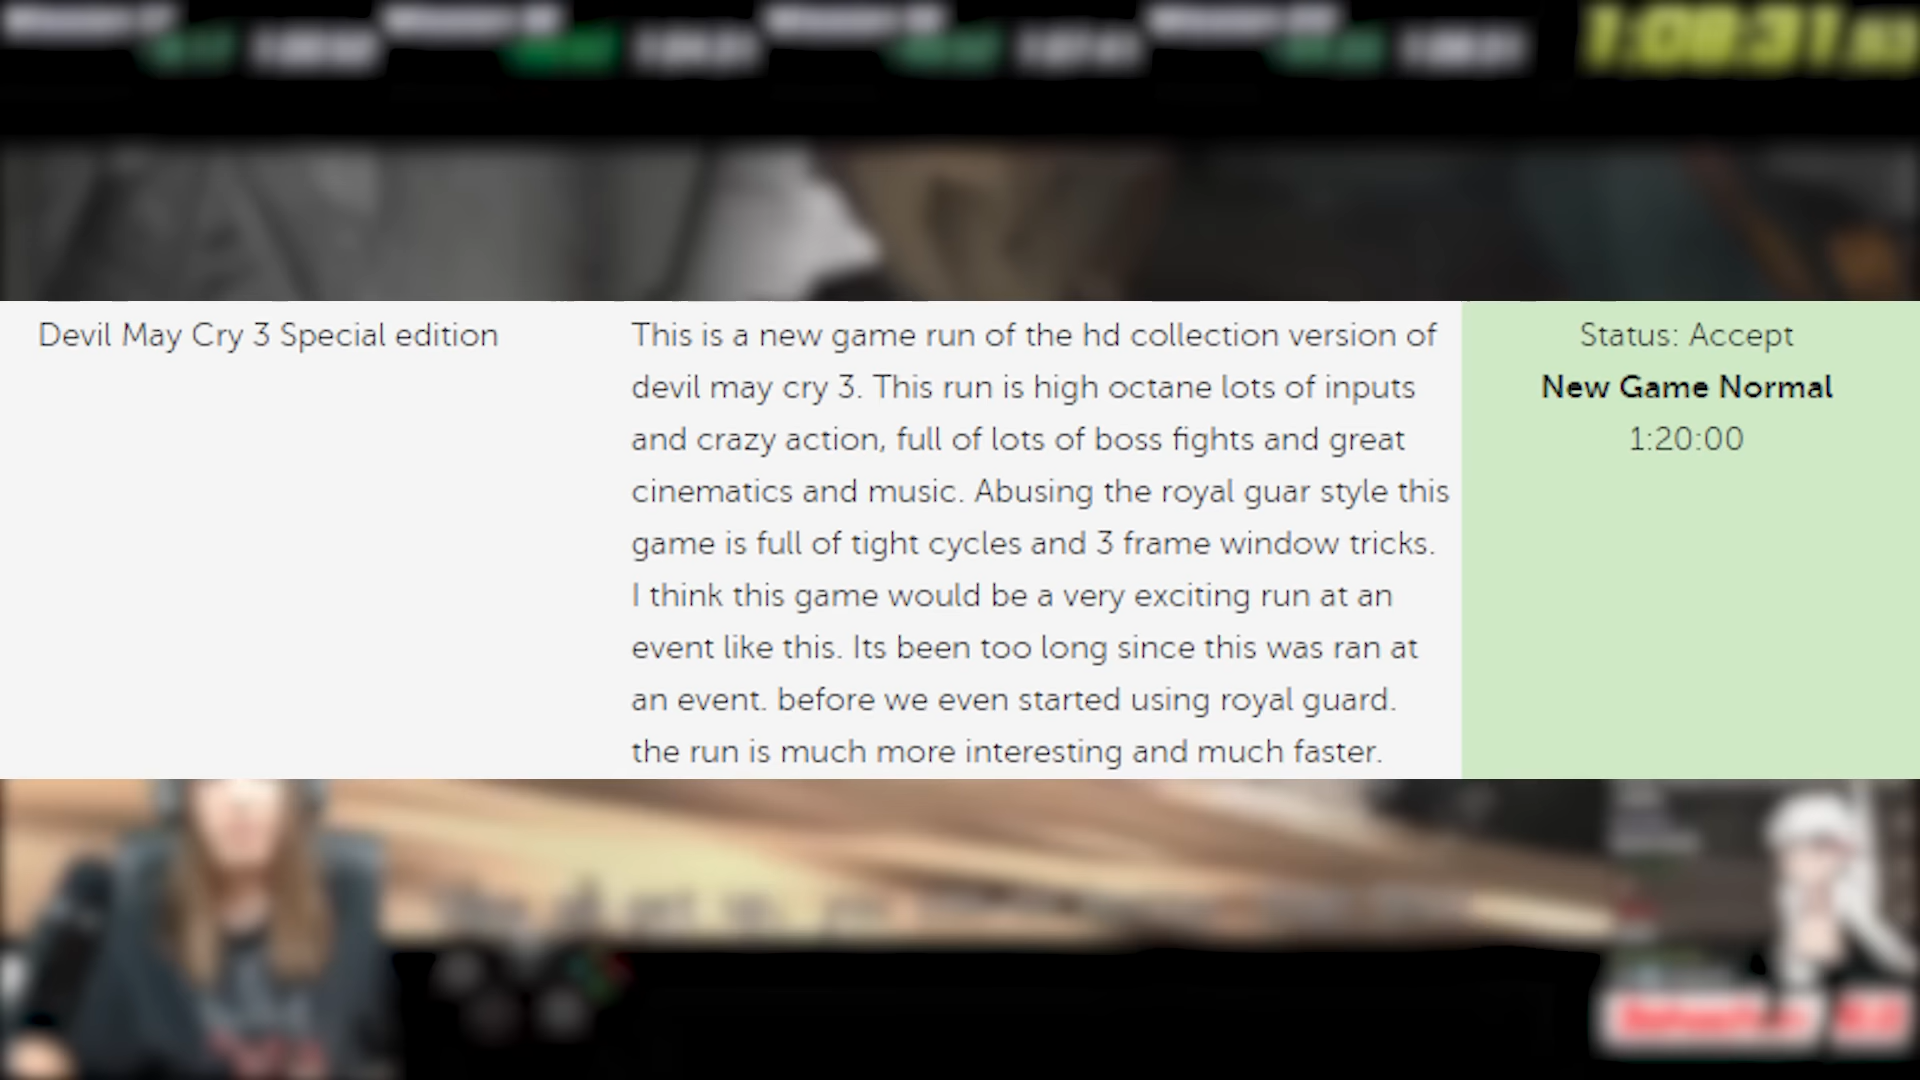 1:08:31
Devil May Cry 3 Special edition
This is a new game run of the hd collection version of
devil may cry 3. This run is high octane lots of inputs
and crazy action, full of lots of boss fights and great
cinematics and music. Abusing the royal guar style this
game is full of tight cycles and 3 frame window tricks.
I think this game would be a very exciting run at an
event like this. Its been too long since this was ran at
an event. before we even started using royal guard.
the run is much more interesting and much faster.
Status: Accept
New Game Normal
1:20:00